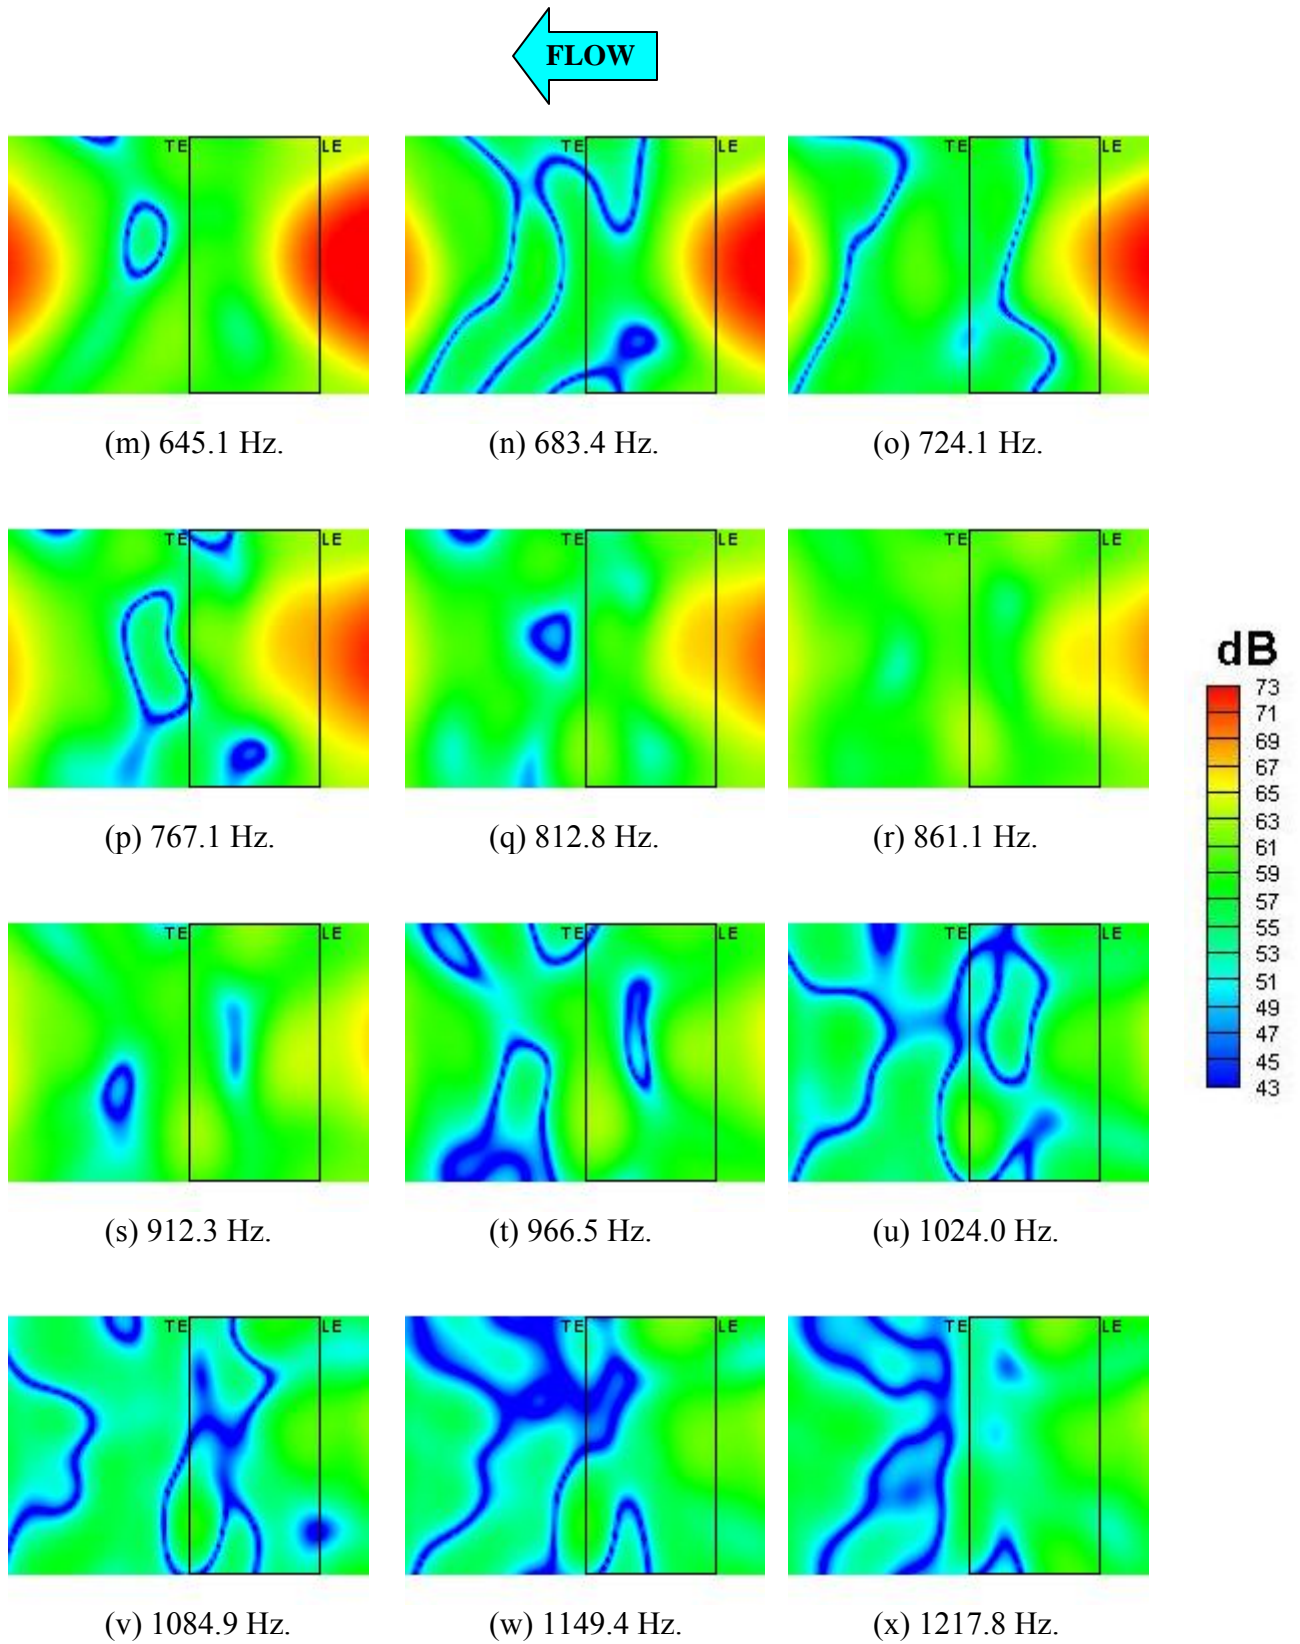 FLOW
TE LE TE LE TE LE
(m) 645.1 Hz. (n) 683.4 Hz. (o) 724.1 Hz.
TE LE TE LE TE LE
(p) 767.1 Hz. (q) 812.8 Hz. (r) 861.1 Hz.
dB
73
71
69
67
65
63
61
59
57
55
53
51
49
47
45
43
TE LE TE LE TE LE
(s) 912.3 Hz. (t) 966.5 Hz. (u) 1024.0 Hz.
TE LE TE LE TE LE
(v) 1084.9 Hz. (w) 1149.4 Hz. (x) 1217.8 Hz.